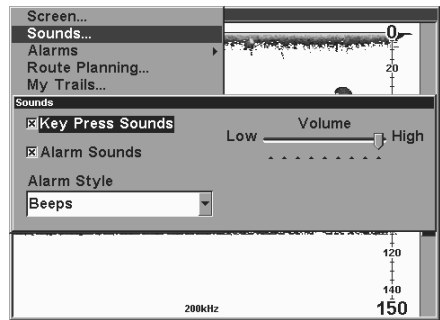 Screen...
Sounds...
Alarms
Route Planning...
My Trails...
0
20
Sounds
Key Press Sounds
Alarm Sounds
Volume
Low High
Alarm Style
Beeps
120
140
150
200kHz